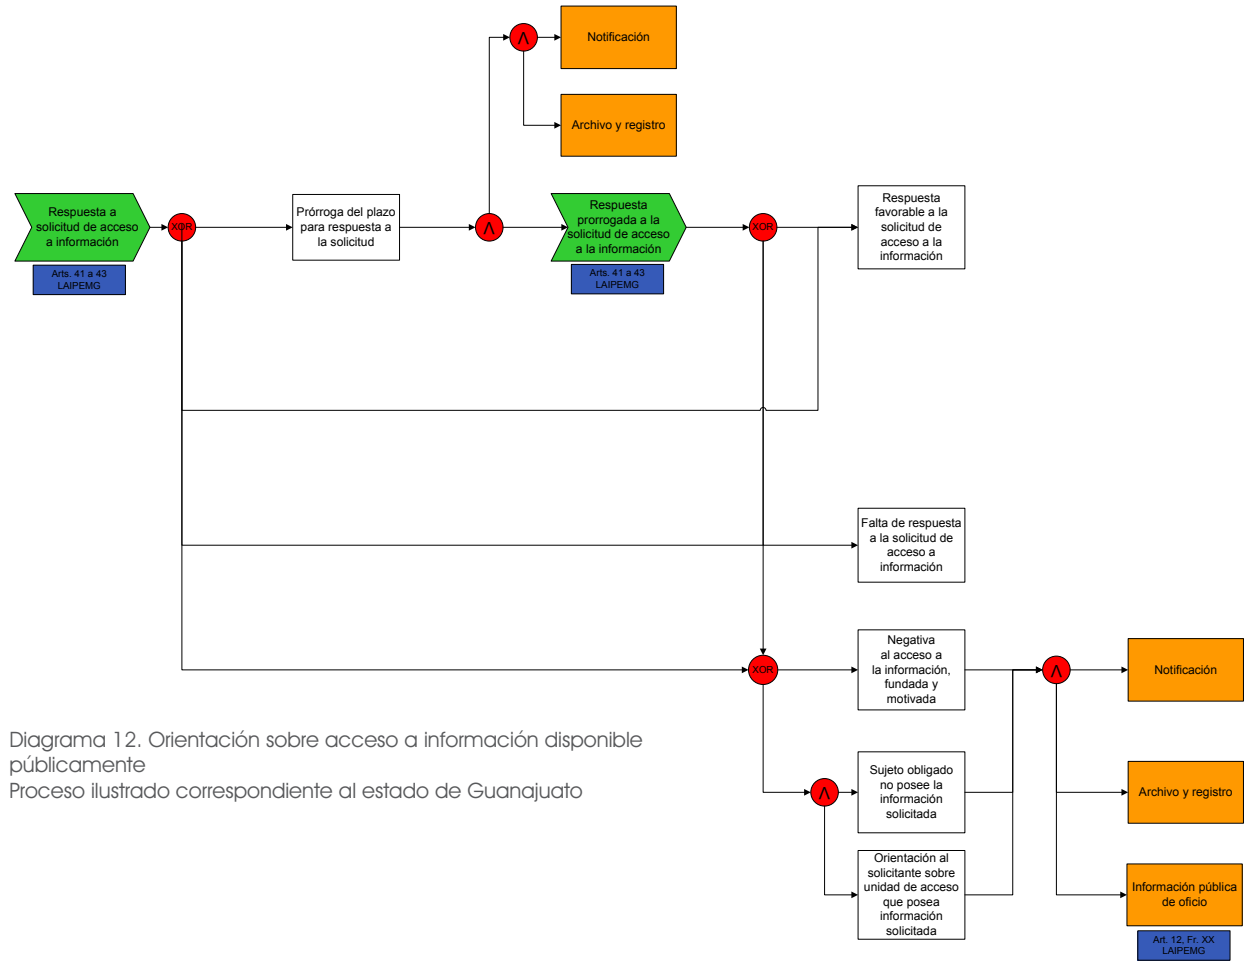 Notificación
Archivo y registro
Respuesta a
solicitud de acceso
a información
Arts. 41 a 43
LAIPEMG
XOR
Prórroga del plazo
para respuesta a
la solicitud
Λ
Λ
Respuesta
prorrogada a la
solicitud de acceso
a la información
Arts. 41 a 43
LAIPEMG
XOR
Respuesta
favorable a la
solicitud de
acceso a la
información
Falta de respuesta
a la solicitud de
acceso a
información
XOR
Negativa
al acceso a
la información,
fundada y
motivada
Λ
Notificación
Diagrama 12. Orientación sobre acceso a información disponible
públicamente
Proceso ilustrado correspondiente al estado de Guanajuato
Λ
Sujeto obligado
no posee la
información
solicitada
Archivo y registro
Orientación al
solicitante sobre
unidad de acceso
que posea
información
solicitada
Información pública
de oficio
Art. 12, Fr. XX
LAIPEMG